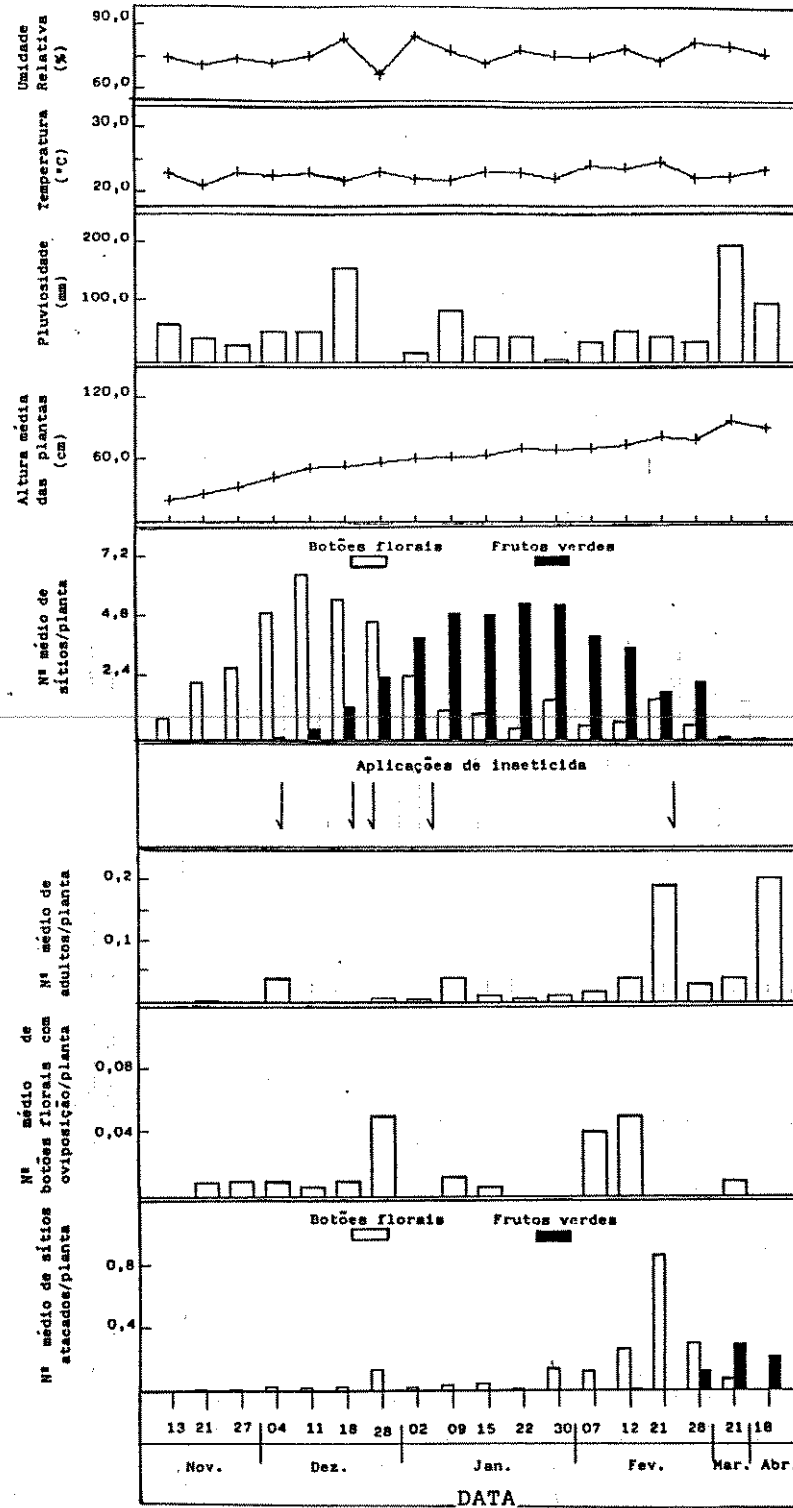 Umidade
Relativa
(%)
90,0
60,0
Temperatura
(°C)
30,0
20,0
Pluviosidade
(mm)
200,0
100,0
Altura média
das plantas
(cm)
120,0
60,0
Nº médio de
sítios/planta
7,2
4,8
2,4
Botões florais
Frutos verdes
Aplicações de inseticida
Nº médio de
adultos/planta
0,2
0,1
Nº médio de
botões florais com
oviposição/planta
0,08
0,04
Nº médio de sítios
atacados/planta
0,8
0,4
Botões florais
Frutos verdes
13 21 27 04 11 18 28 02 09 15 22 30 07 12 21 28 21 18
Nov. Dez. Jan. Fev. Mar. Abr.
DATA